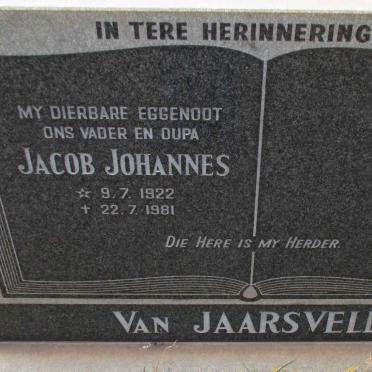 IN TERE HERINNERING
MY DIERBARE EGGENOOT
ONS VADER EN OUPA
JACOB JOHANNES
☆ 9.7.1922
✝ 22.7.1981
DIE HERE IS MY HERDER.
VAN JAARSVEL